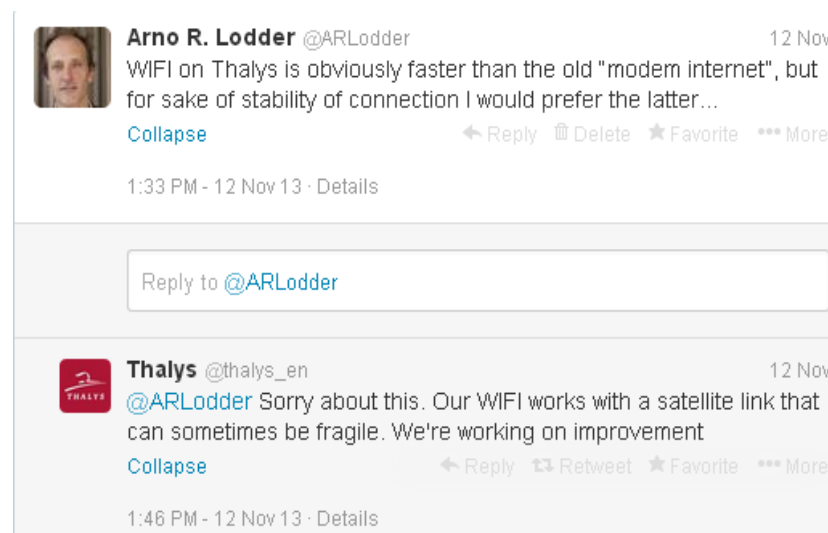 Arno R. Lodder @ARLodder 12 Nov
WIFI on Thalys is obviously faster than the old "modem internet", but
for sake of stability of connection I would prefer the latter...
Collapse Reply Delete Favorite More
1:33 PM - 12 Nov 13 · Details
Reply to @ARLodder
Thalys @thalys_en 12 Nov
THALYS
@ARLodder Sorry about this. Our WIFI works with a satellite link that
can sometimes be fragile. We're working on improvement
Collapse Reply Retweet Favorite More
1:46 PM - 12 Nov 13 · Details